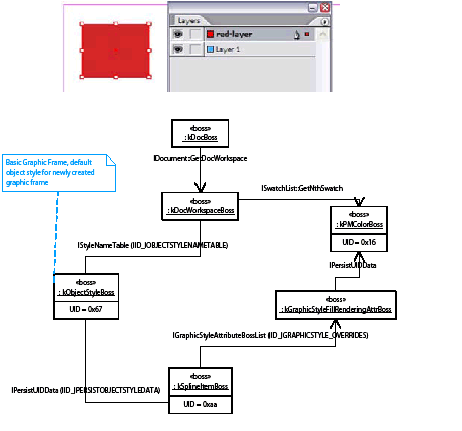 Layers
red-layer
Layer 1
«boss»
: kDocBoss
IDocument::GetDocWorkspace
Basic Graphic Frame, default
object style for newly created
graphic frame
«boss»
: kDocWorkspaceBoss
ISwatchList::GetNthSwatch
«boss»
: kPMColorBoss
UID = 0x16
IStyleNameTable (IID_IOBJECTSTYLENAMETABLE)
IPersistUIDData
«boss»
: kObjectStyleBoss
UID = 0x67
«boss»
: kGraphicStyleFillRenderingAttrBoss
IGraphicStyleAttributeBossList (IID_IGRAPHICSTYLE_OVERRIDES)
IPersistUIDData (IID_IPERSISTOBJECTSTYLEDATA)
«boss»
: kSplineItemBoss
UID = 0xaa